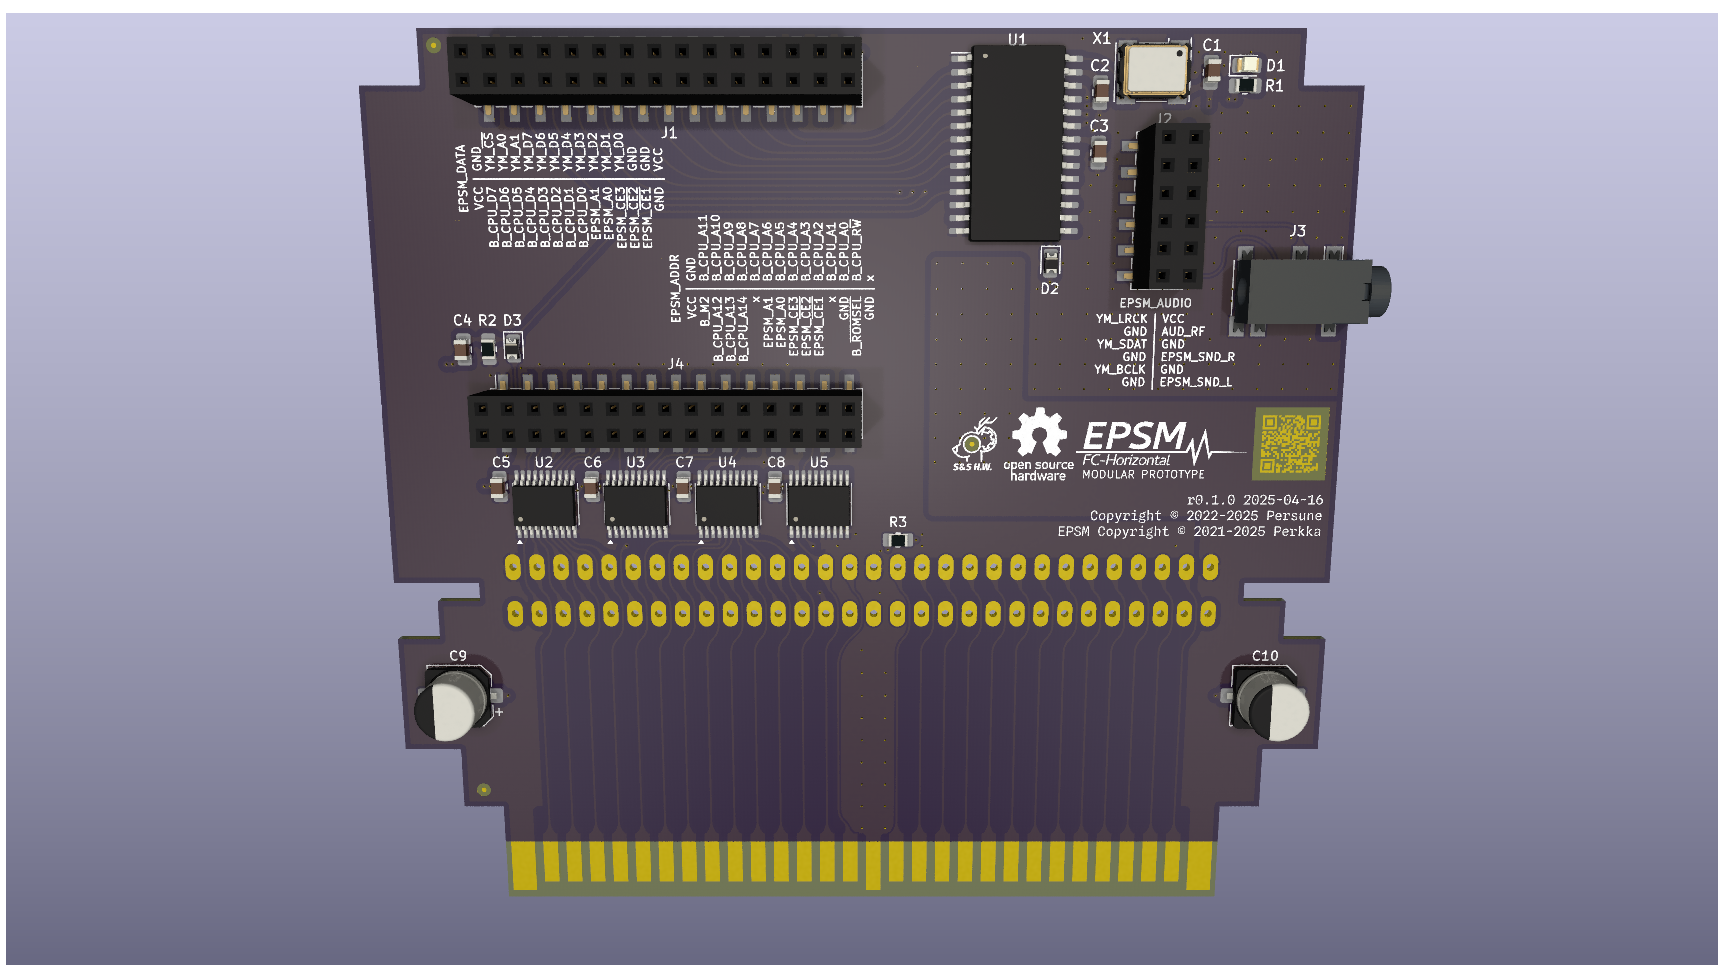 U1
X1
C1
C2
D1
R1
J1
C3
J2
EPSM_DATA
GND
YM_CS
YM_A0
YM_A1
YM_D7
YM_D6
YM_D5
YM_D4
YM_D3
YM_D2
YM_D1
YM_D0
GND
GND
VCC
VCC
B_CPU_D7
B_CPU_D6
B_CPU_D5
B_CPU_D4
B_CPU_D3
B_CPU_D2
B_CPU_D1
B_CPU_D0
EPSM_A1
EPSM_A0
EPSM_CE3
EPSM_CE2
EPSM_CE1
GND
EPSM_ADDR
GND
B_CPU_A11
B_CPU_A10
B_CPU_A9
B_CPU_A8
B_CPU_A7
B_CPU_A6
B_CPU_A5
B_CPU_A4
B_CPU_A3
B_CPU_A2
B_CPU_A1
B_CPU_A0
B_CPU_RW
x
VCC
B_M2
B_CPU_A12
B_CPU_A13
B_CPU_A14
x
EPSM_A1
EPSM_A0
EPSM_CE3
EPSM_CE2
EPSM_CE1
x
GND
B_ROMSEL
GND
J3
D2
EPSM_AUDIO
YM_LRCK VCC
GND AUD_RF
YM_SDAT GND
GND EPSM_SND_R
YM_BCLK GND
GND EPSM_SND_L
C4 R2 D3
J4
S&S H.W.
open source
hardware
EPSM
FC-Horizontal
MODULAR PROTOTYPE
C5 U2 C6 U3 C7 U4 C8 U5
r0.1.0 2025-04-16
Copyright © 2022-2025 Persune
EPSM Copyright © 2021-2025 Perkka
R3
C9
+
C10